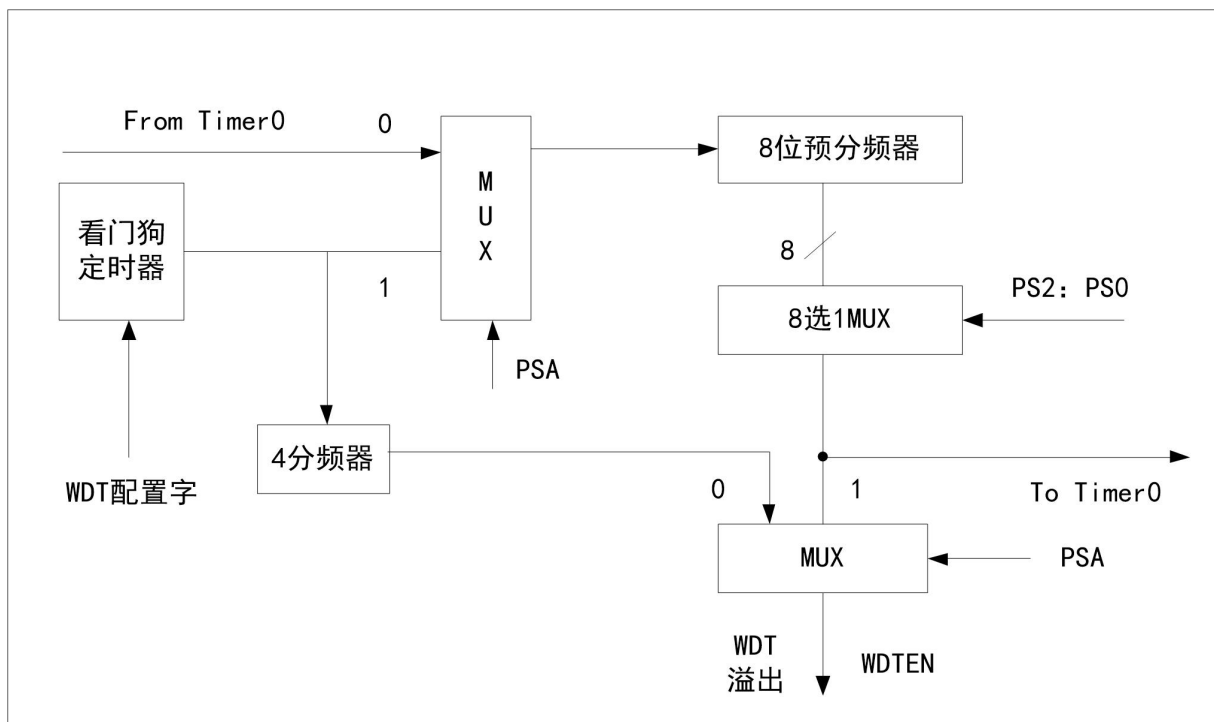 From Timer0
0
MUX
8位预分频器
看门狗
定时器
1
8
PS2：PS0
8选1MUX
PSA
4分频器
WDT配置字
0
1
To Timer0
MUX
PSA
WDT
溢出
WDTEN